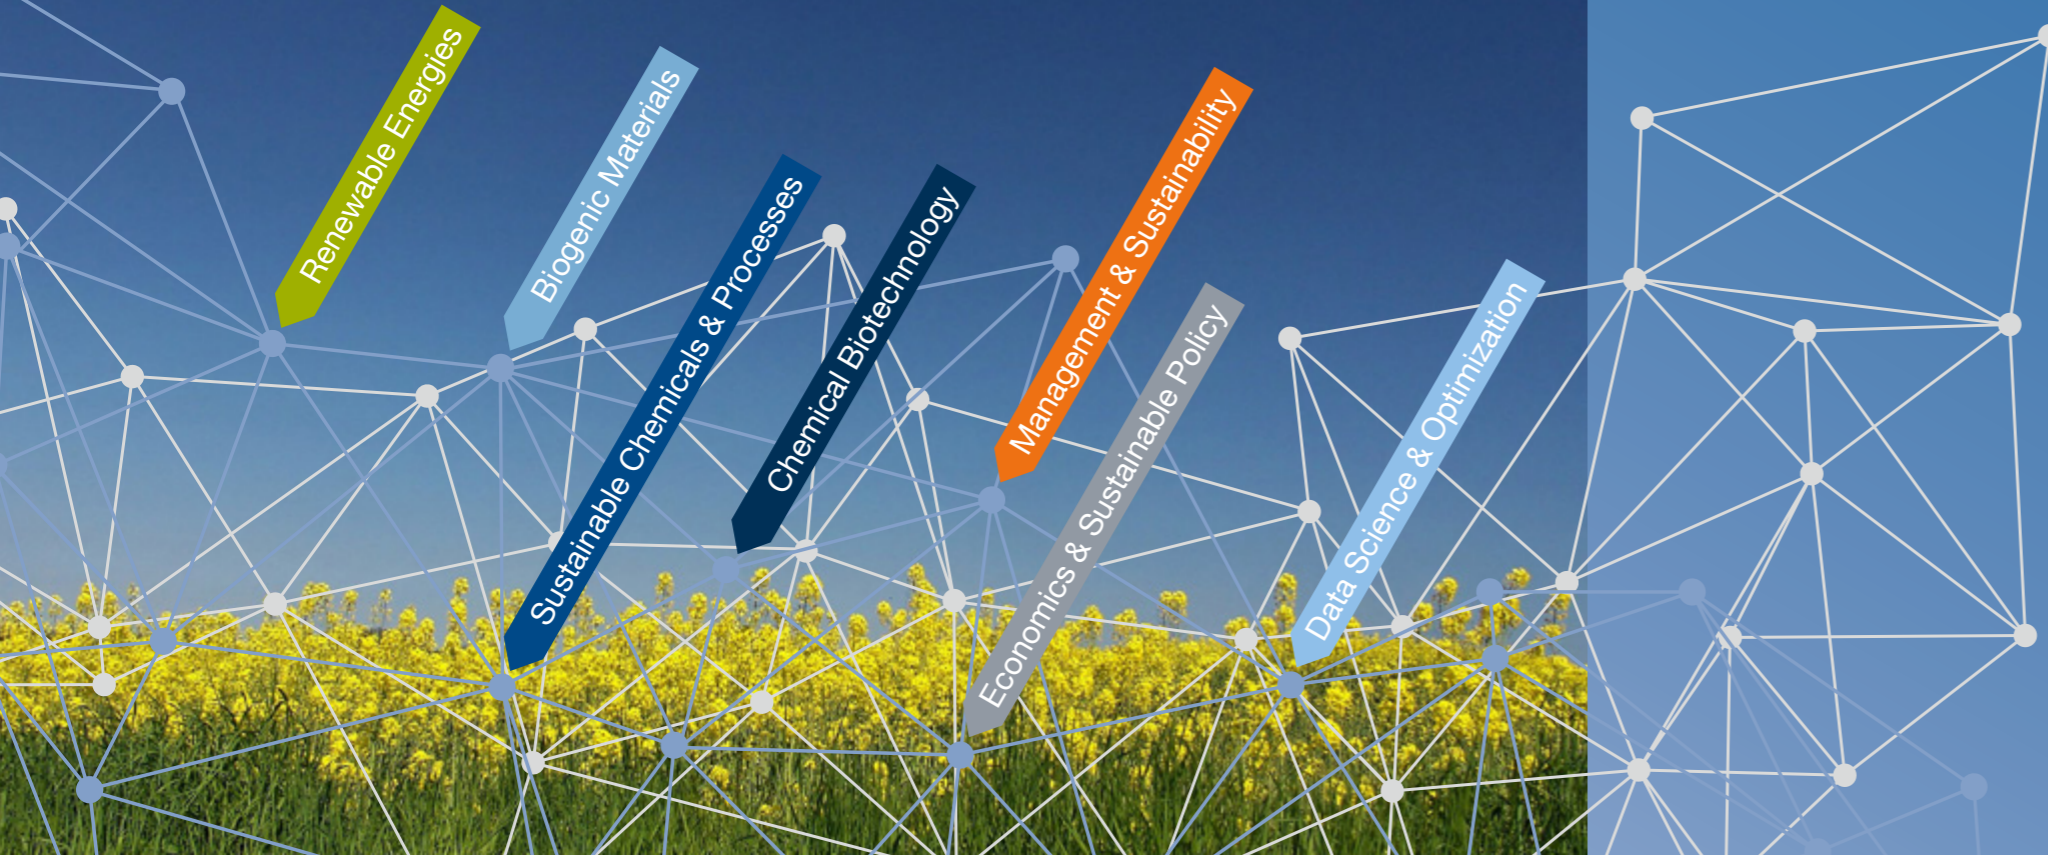 Renewable Energies
Biogenic Materials
Sustainable Chemicals & Processes
Chemical Biotechnology
Management & Sustainability
Economics & Sustainable Policy
Data Science & Optimization